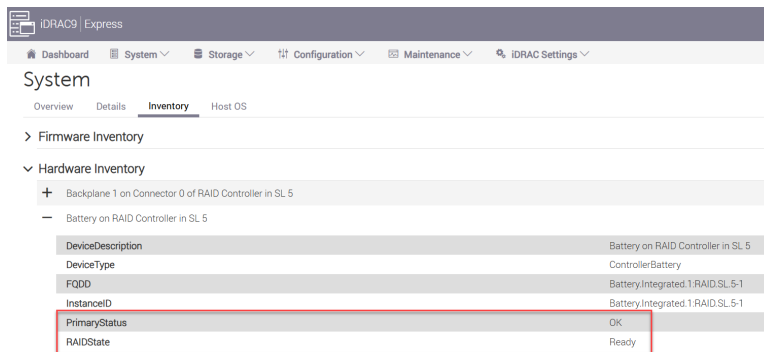 iDRAC9 | Express
Dashboard System Storage Configuration Maintenance iDRAC Settings
System
Overview Details Inventory Host OS
Firmware Inventory
Hardware Inventory
Backplane 1 on Connector 0 of RAID Controller in SL 5
Battery on RAID Controller in SL 5
DeviceDescription Battery on RAID Controller in SL 5
DeviceType ControllerBattery
FQDD Battery.Integrated.1:RAID.SL.5-1
InstanceID Battery.Integrated.1:RAID.SL.5-1
PrimaryStatus OK
RAIDState Ready